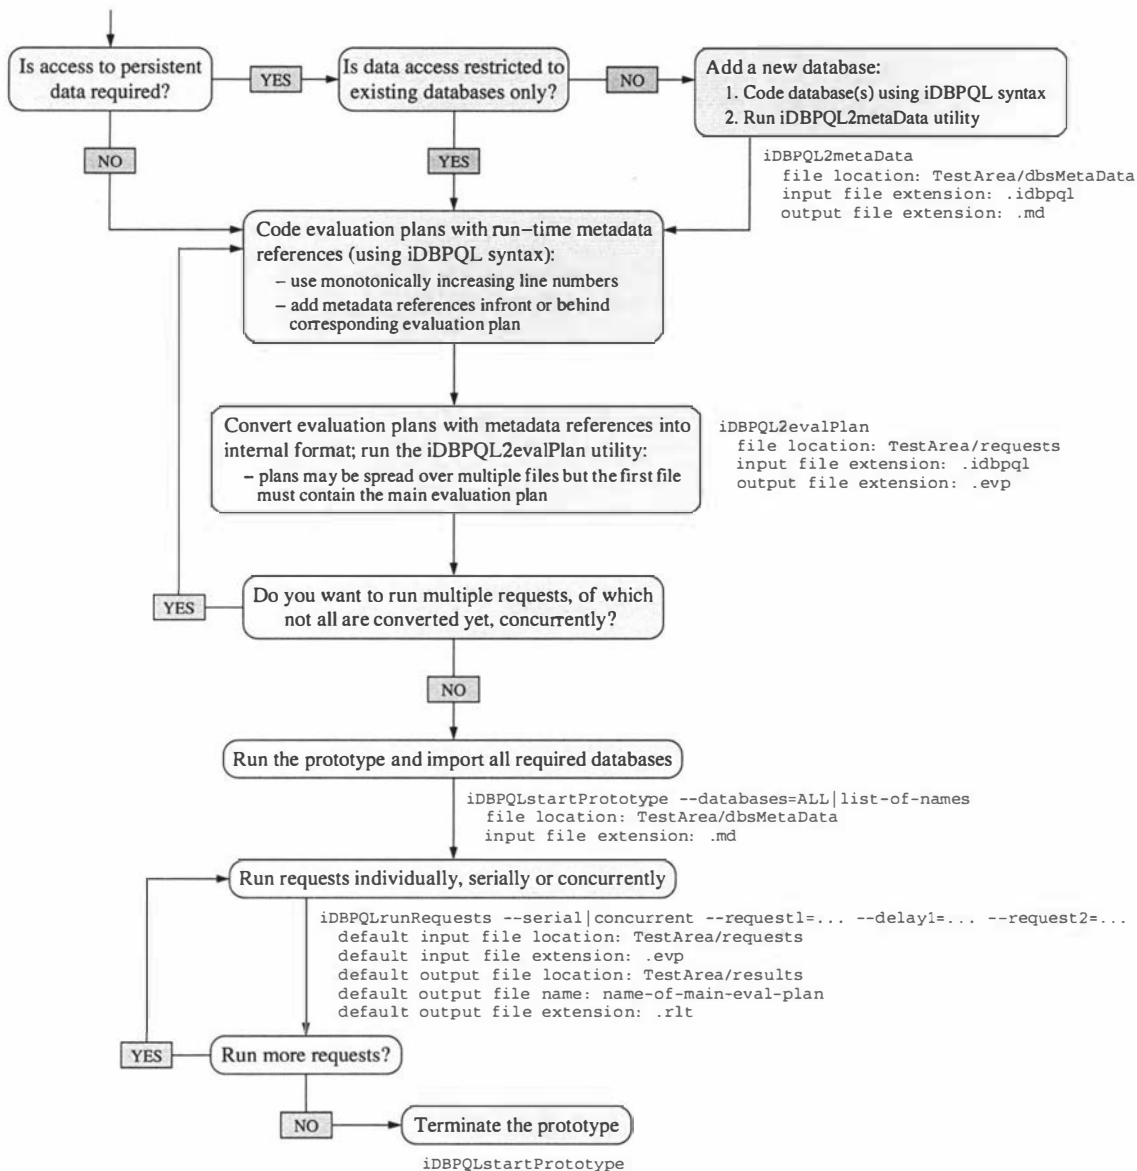 Is access to persistent
data required?
YES
Is data access restricted to
existing databases only?
NO
Add a new database:
1. Code database(s) using iDBPQL syntax
2. Run iDBPQL2metaData utility
NO
YES
iDBPQL2metaData
file location: TestArea/dbsMetaData
input file extension: .idbpql
output file extension: .md
Code evaluation plans with run-time metadata
references (using iDBPQL syntax):
– use monotonically increasing line numbers
– add metadata references infront or behind
corresponding evaluation plan
Convert evaluation plans with metadata references into
internal format; run the iDBPQL2evalPlan utility:
– plans may be spread over multiple files but the first file
must contain the main evaluation plan
iDBPQL2evalPlan
file location: TestArea/requests
input file extension: .idbpql
output file extension: .evp
Do you want to run multiple requests, of which
not all are converted yet, concurrently?
YES
NO
Run the prototype and import all required databases
iDBPQLstartPrototype --databases=ALL|list-of-names
file location: TestArea/dbsMetaData
input file extension: .md
Run requests individually, serially or concurrently
iDBPQLrunRequests --serial|concurrent --request1=... --delay1=... --request2=...
default input file location: TestArea/requests
default input file extension: .evp
default output file location: TestArea/results
default output file name: name-of-main-eval-plan
default output file extension: .rlt
YES
Run more requests?
NO
Terminate the prototype
iDBPQLstartPrototype